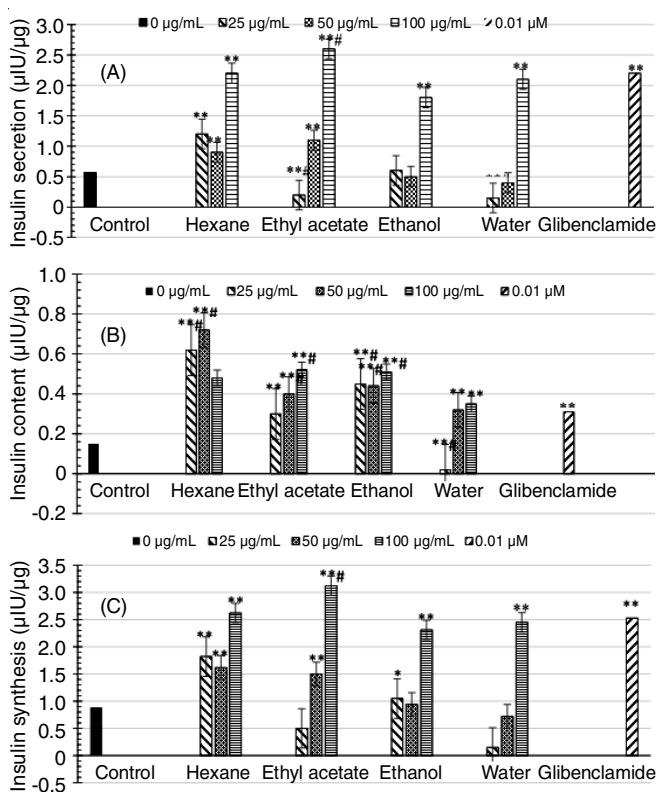 0 µg/mL 25 µg/mL 50 µg/mL 100 µg/mL 0.01 µM
Insulin secretion (µIU/µg)
(A)
3.0
2.5
2.0
1.5
1.0
0.5
0
-0.5
** ** ** **# ** **# ** ** **
Control Hexane Ethyl acetate Ethanol Water Glibenclamide
0 µg/mL 25 µg/mL 50 µg/mL 100 µg/mL 0.01 µM
Insulin content (µIU/µg)
(B)
1.0
0.8
0.6
0.4
0.2
0
-0.2
**# **# ** **# **# **# **# **# **# ** ** **
Control Hexane Ethyl acetate Ethanol Water Glibenclamide
0 µg/mL 25 µg/mL 50 µg/mL 100 µg/mL 0.01 µM
Insulin synthesis (µIU/µg)
(C)
3.5
3.0
2.5
2.0
1.5
1.0
0.5
0
0.5
** ** ** ** **# * ** ** **
Control Hexane Ethyl acetate Ethanol Water Glibenclamide